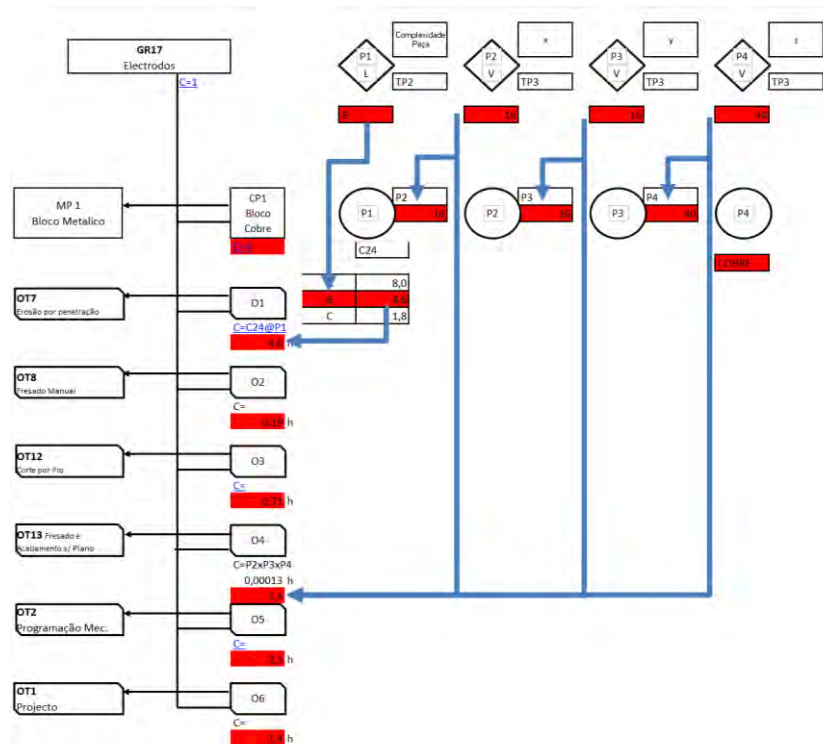 GR17
Electrodos
C=1
P1
L
Complexidade
Peça
TP2
P2
V
x
TP3
P3
V
y
TP3
P4
V
z
TP3
B
16
16
40
MP 1
Bloco Metalico
CP1
Bloco
Cobre
P1
P2
16
P2
P3
16
P3
P4
40
P4
C24
COBRE
8,0
B
4,6
C
1,8
OT7
Erosão por penetração
O1
C=C24@P1
4,6 h
OT8
Fresado Manual
O2
C=
h
OT12
Corte por Fio
O3
C=
0,71 h
OT13 Fresado e
Acabamento s/ Plano
O4
C=P2xP3xP4
0,00013 h
OT2
Programação Mec.
O5
C=
h
OT1
Projecto
O6
C=
h